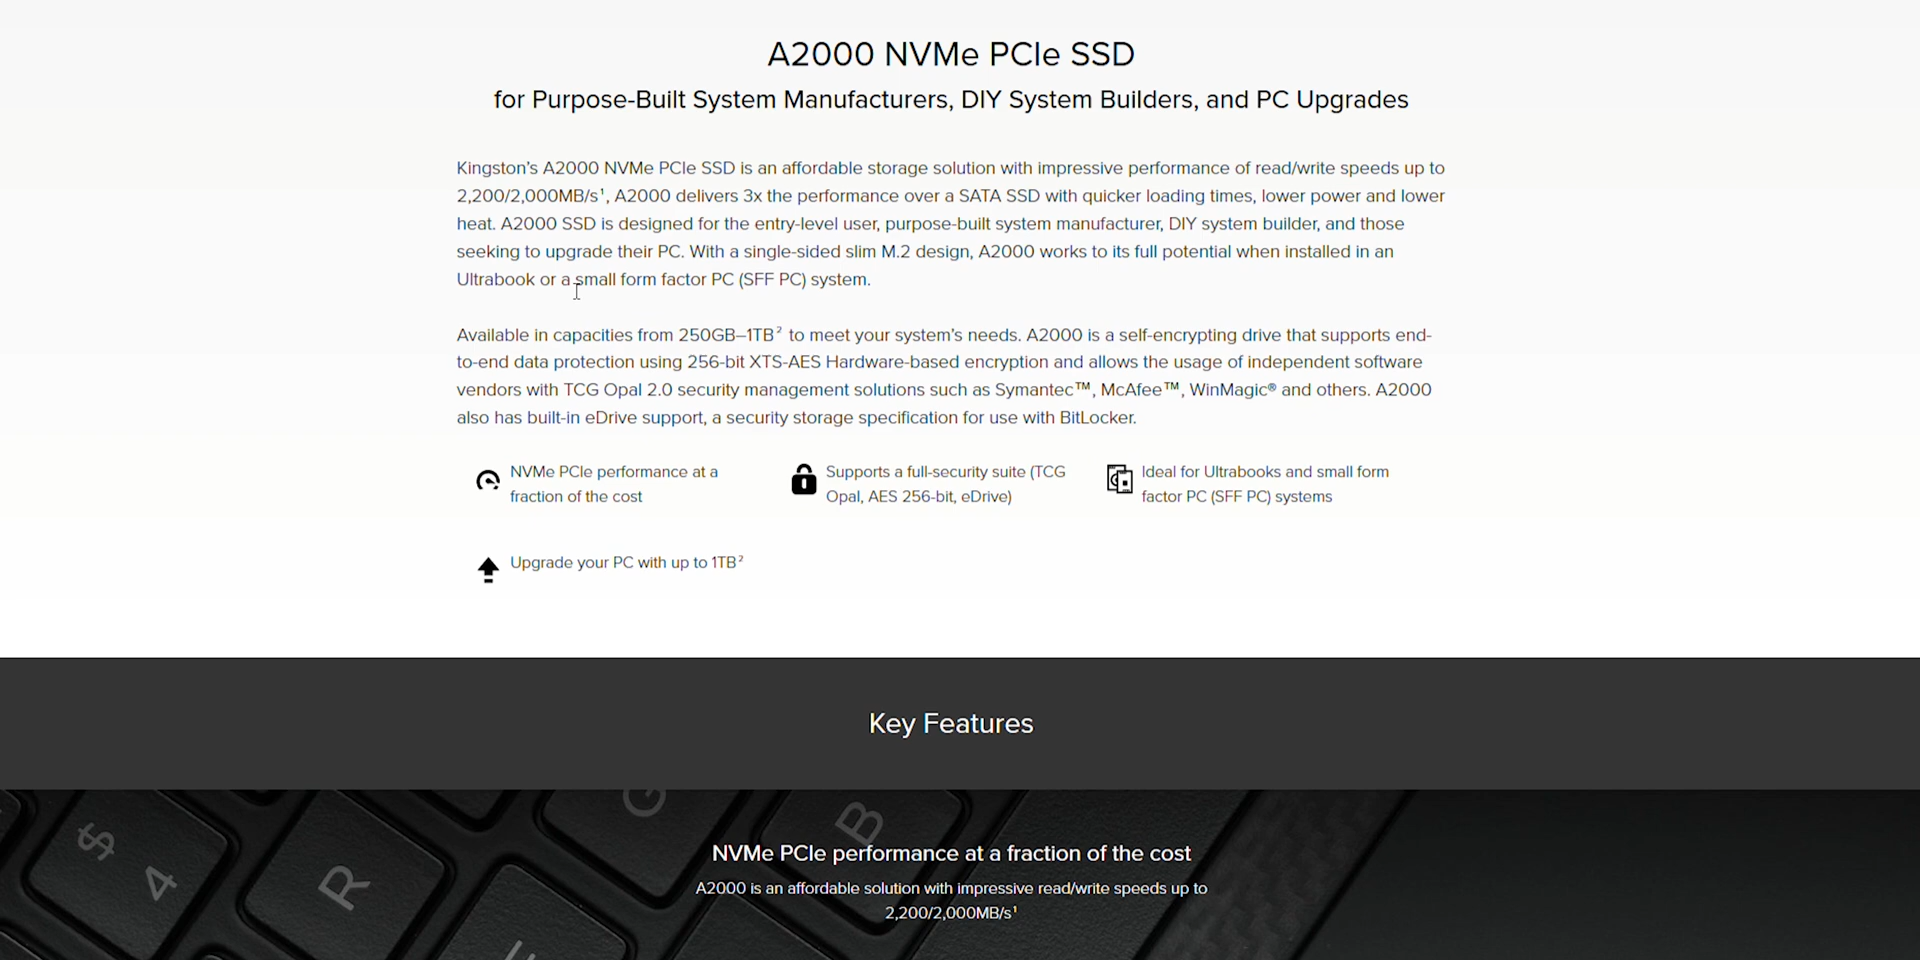 A2000 NVMe PCIe SSD
for Purpose-Built System Manufacturers, DIY System Builders, and PC Upgrades
Kingston’s A2000 NVMe PCIe SSD is an affordable storage solution with impressive performance of read/write speeds up to
2,200/2,000MB/s¹, A2000 delivers 3x the performance over a SATA SSD with quicker loading times, lower power and lower
heat. A2000 SSD is designed for the entry-level user, purpose-built system manufacturer, DIY system builder, and those
seeking to upgrade their PC. With a single-sided slim M.2 design, A2000 works to its full potential when installed in an
Ultrabook or a small form factor PC (SFF PC) system.
Available in capacities from 250GB–1TB² to meet your system’s needs. A2000 is a self-encrypting drive that supports end-
to-end data protection using 256-bit XTS-AES Hardware-based encryption and allows the usage of independent software
vendors with TCG Opal 2.0 security management solutions such as Symantec™, McAfee™, WinMagic® and others. A2000
also has built-in eDrive support, a security storage specification for use with BitLocker.
NVMe PCIe performance at a
fraction of the cost
Supports a full-security suite (TCG
Opal, AES 256-bit, eDrive)
Ideal for Ultrabooks and small form
factor PC (SFF PC) systems
Upgrade your PC with up to 1TB²
Key Features
$
4
R
G
B
NVMe PCIe performance at a fraction of the cost
A2000 is an affordable solution with impressive read/write speeds up to
2,200/2,000MB/s¹